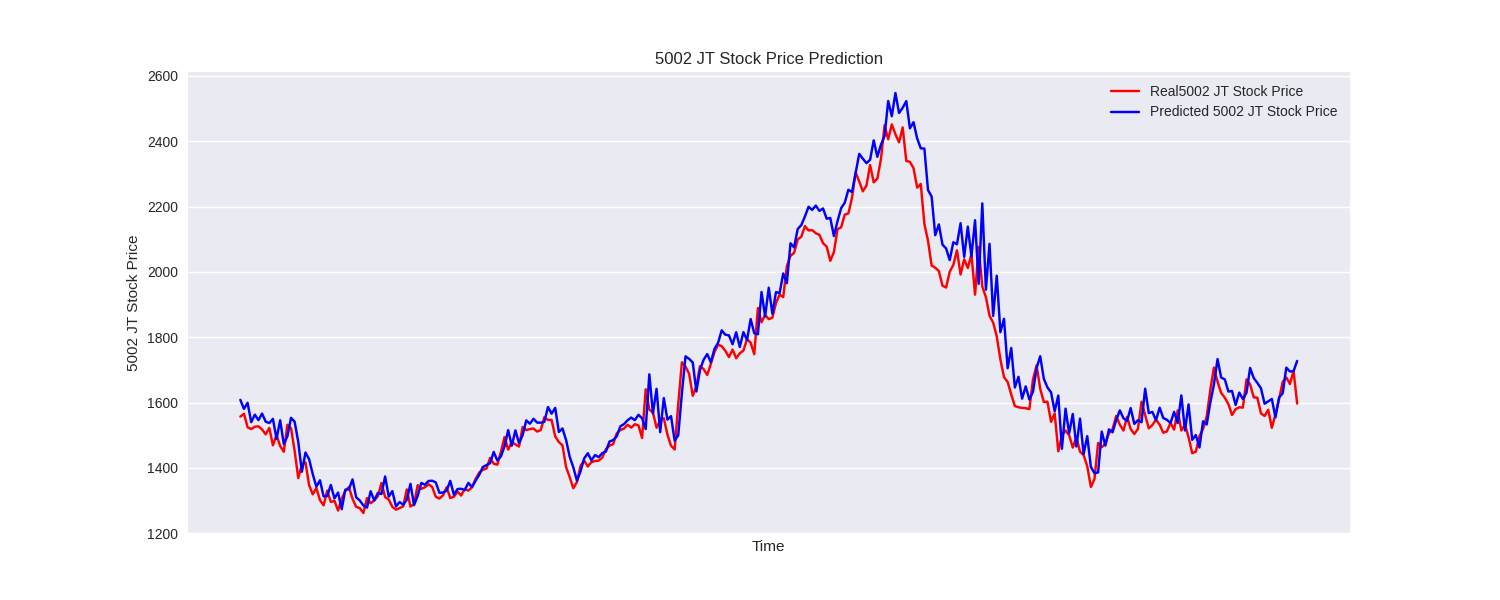 5002 JT Stock Price Prediction
Real5002 JT Stock Price
Predicted 5002 JT Stock Price
5002 JT Stock Price
2600
2400
2200
2000
1800
1600
1400
1200
Time